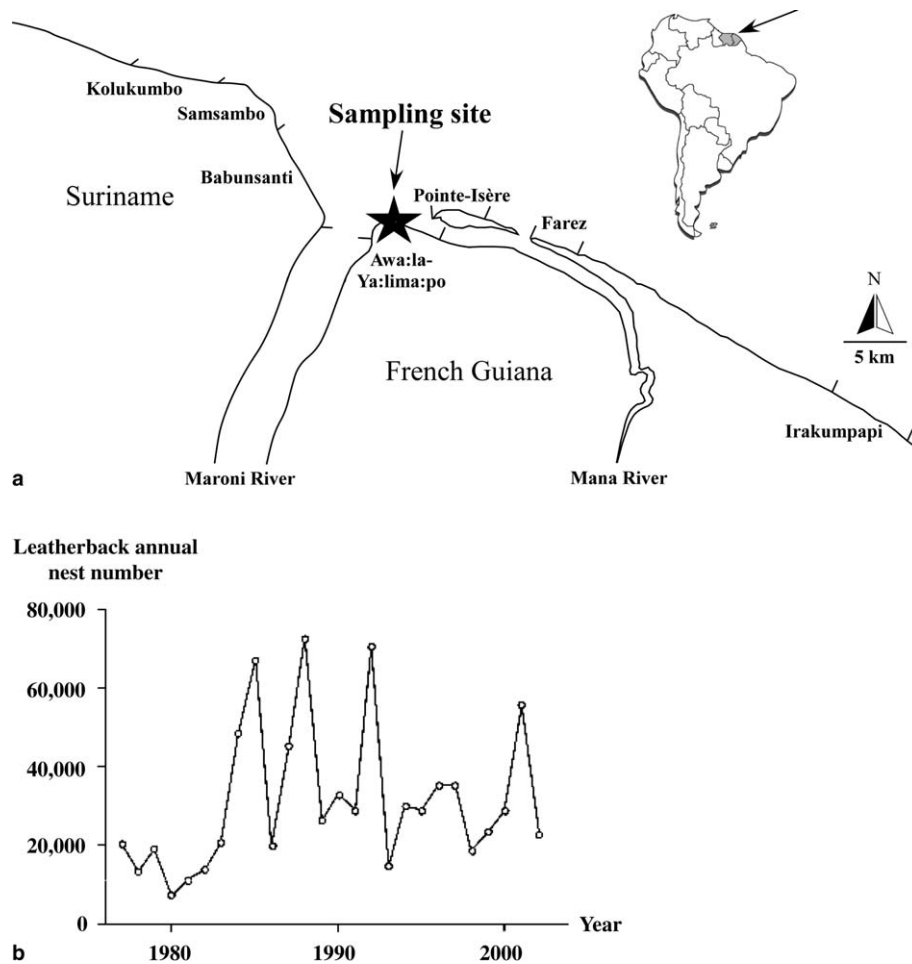 Kolukumbo
Samsambo
Sampling site
Babunsanti
Suriname
Pointe-Isère
Farez
Awa:la-
Ya:lima:po
N
5 km
French Guiana
Irakumpapi
Maroni River
Mana River
a
Leatherback annual
nest number
80,000
60,000
40,000
20,000
0
Year
1980
1990
2000
b